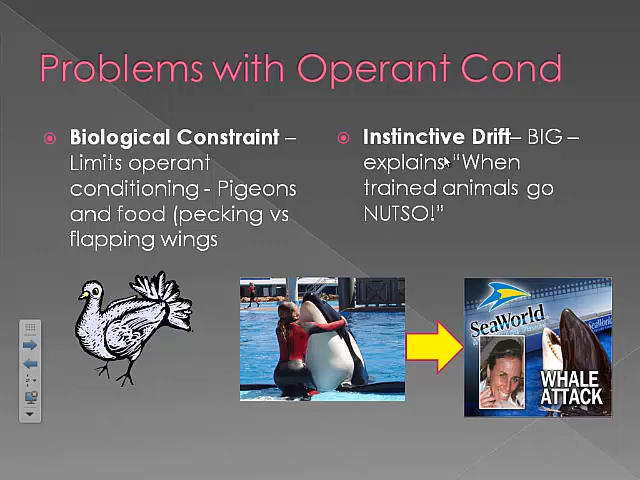 Problems with Operant Cond
Biological Constraint –
Limits operant
conditioning - Pigeons
and food (pecking vs
flapping wings
Instinctive Drift– BIG –
explains "When
trained animals go
NUTSO!"
SeaWorld
SeaWorld
WHALE
ATTACK